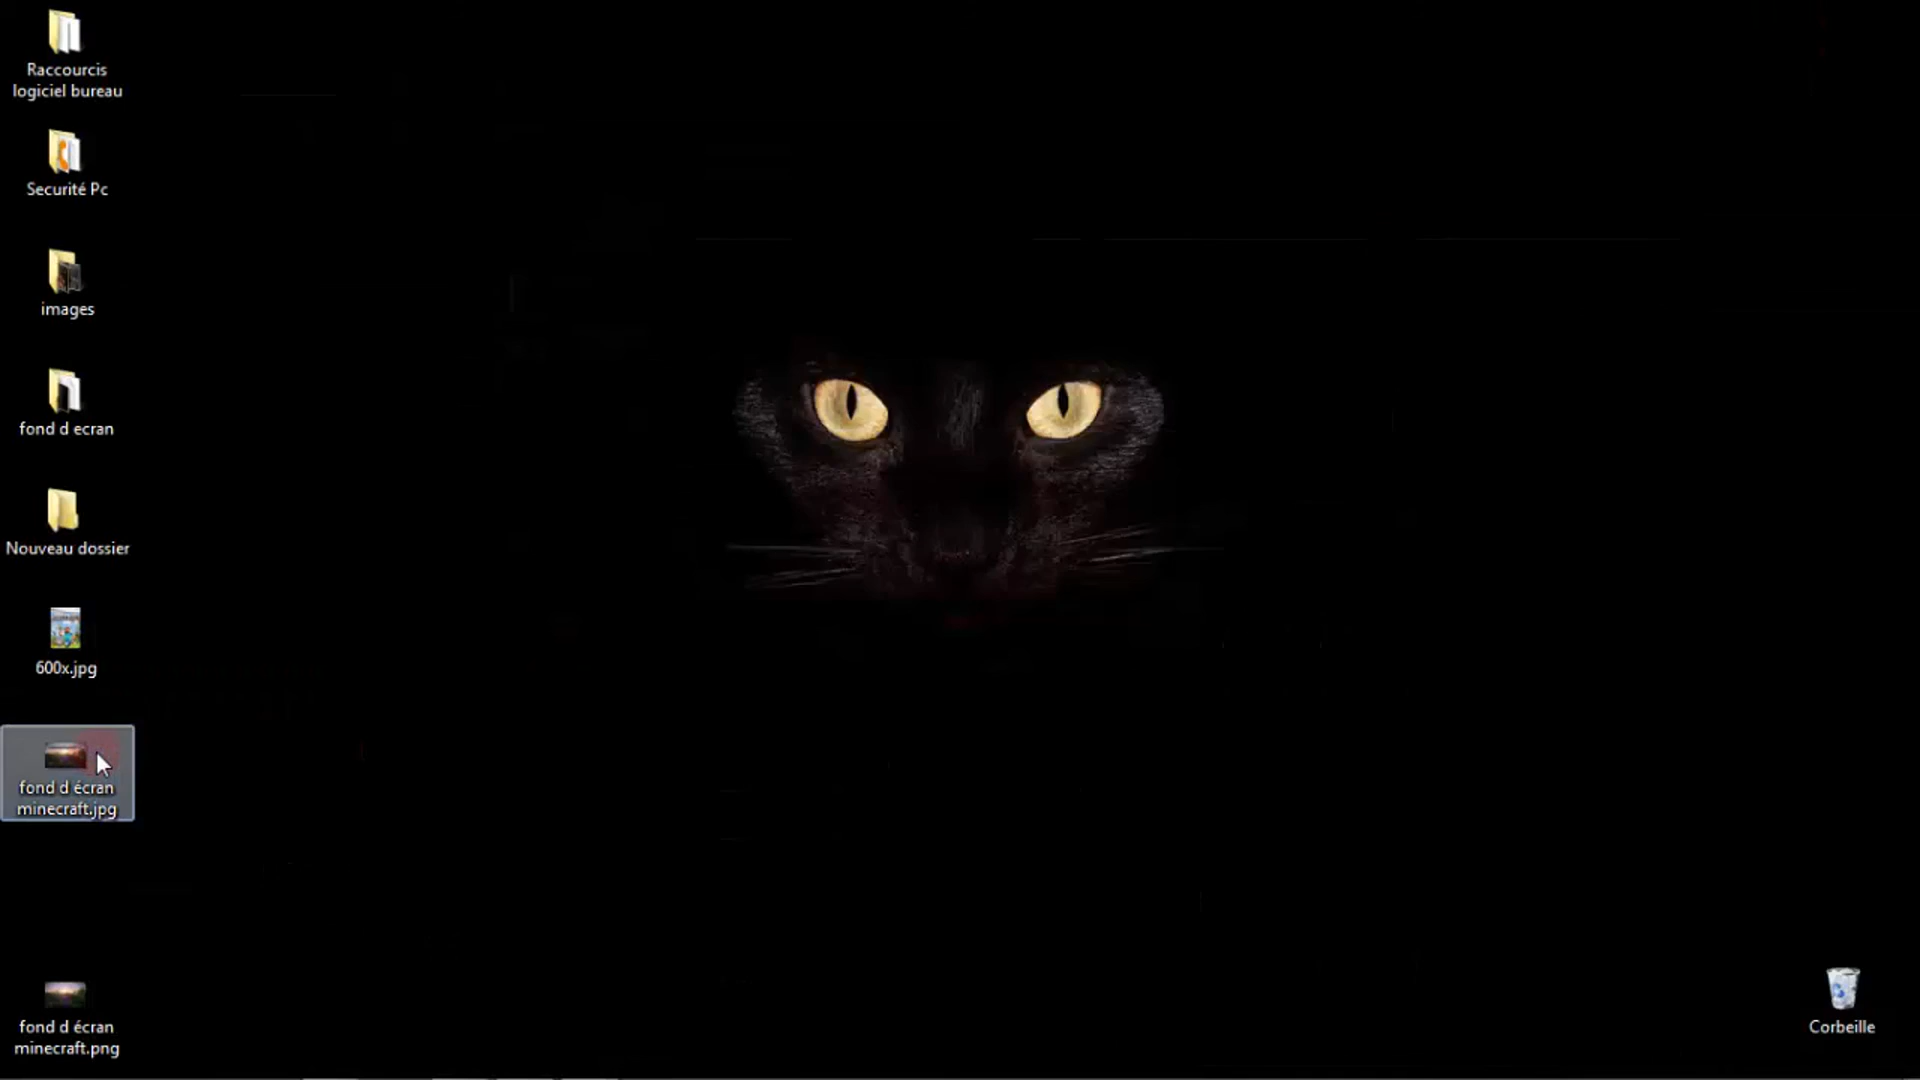 Raccourcis
logiciel bureau
Securité Pc
images
fond d ecran
Nouveau dossier
600x.jpg
fond d écran
minecraft.jpg
fond d écran
minecraft.png
Corbeille